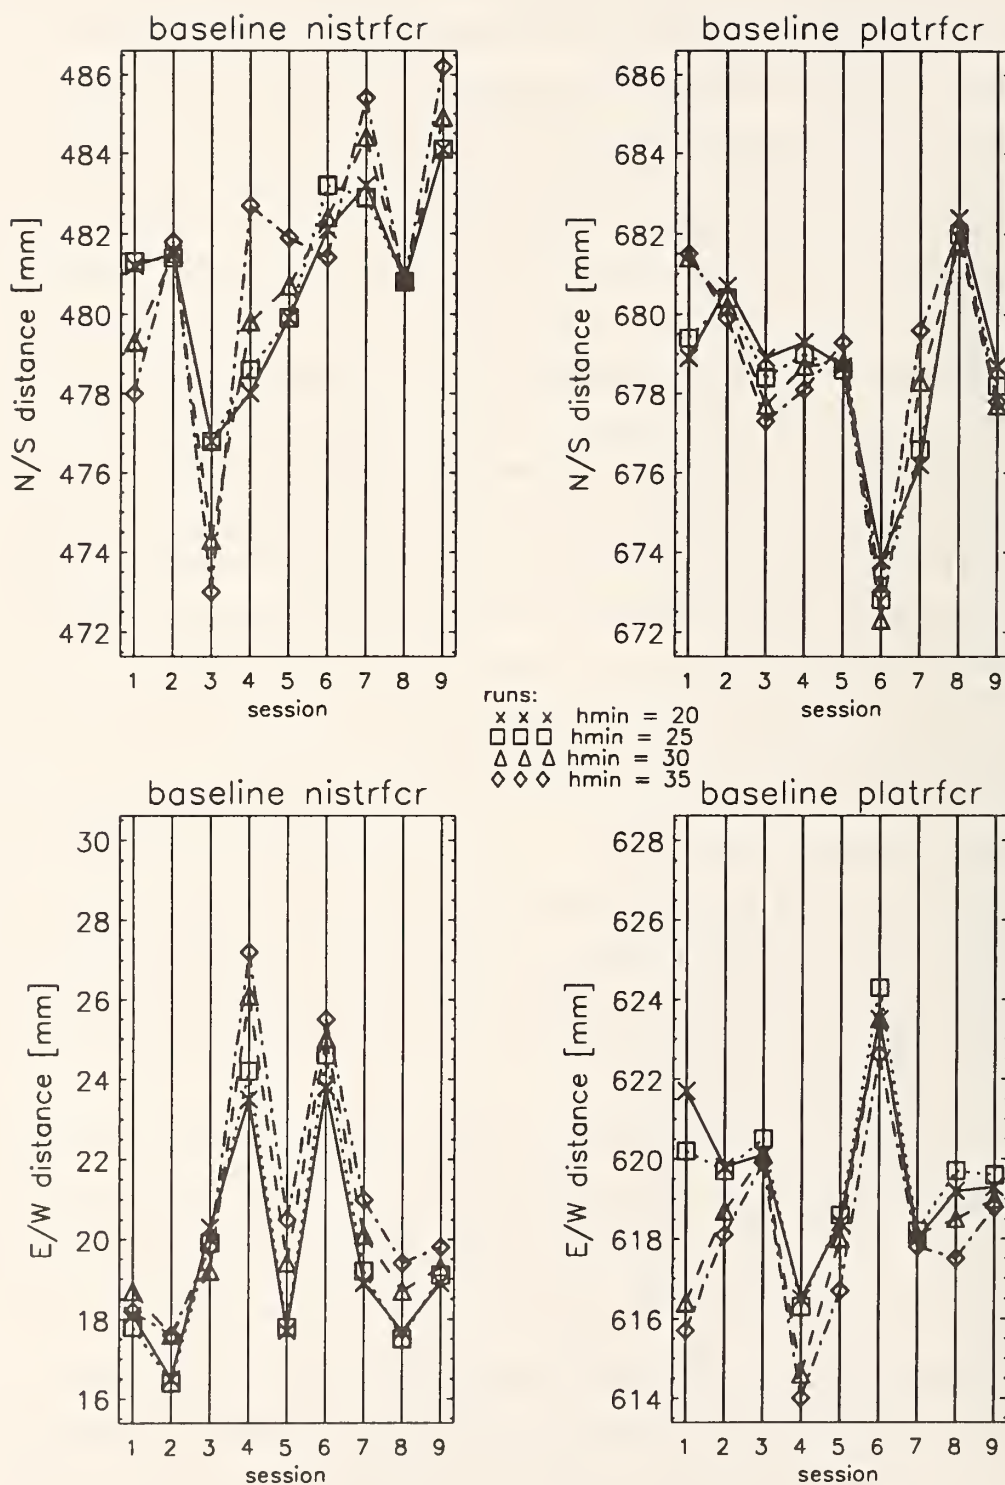 baseline nistrfcr
N/S distance [mm]
486
484
482
480
478
476
474
472
1 2 3 4 5 6 7 8 9
session
baseline platrfcr
N/S distance [mm]
686
684
682
680
678
676
674
672
1 2 3 4 5 6 7 8 9
session
runs:
x x x hmin = 20
hmin = 25
hmin = 30
hmin = 35
baseline nistrfcr
E/W distance [mm]
30
28
26
24
22
20
18
16
1 2 3 4 5 6 7 8 9
session
baseline platrfcr
E/W distance [mm]
628
626
624
622
620
618
616
614
1 2 3 4 5 6 7 8 9
session